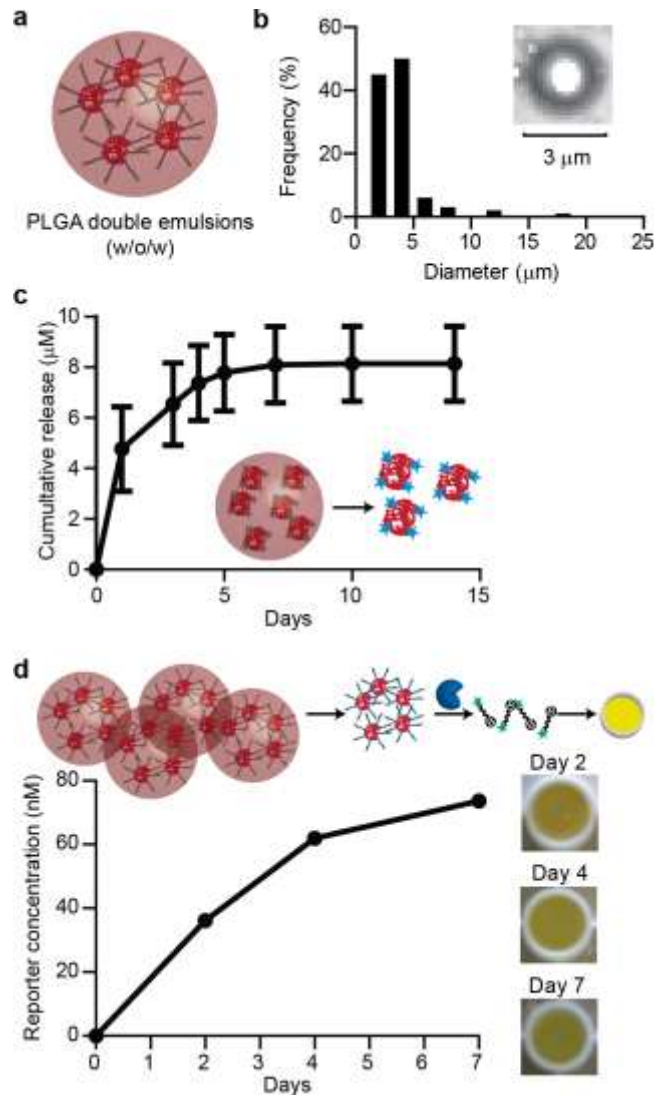 a
PLGA double emulsions
(w/o/w)
b
Frequency (%)
60
40
20
0
0 5 10 15 20 25
Diameter (μm)
3 μm
c
Cumultative release (μM)
10
8
6
4
2
0
0 5 10 15
Days
d
Reporter concentration (nM)
80
60
40
20
0
0 1 2 3 4 5 6 7
Days
Day 2
Day 4
Day 7